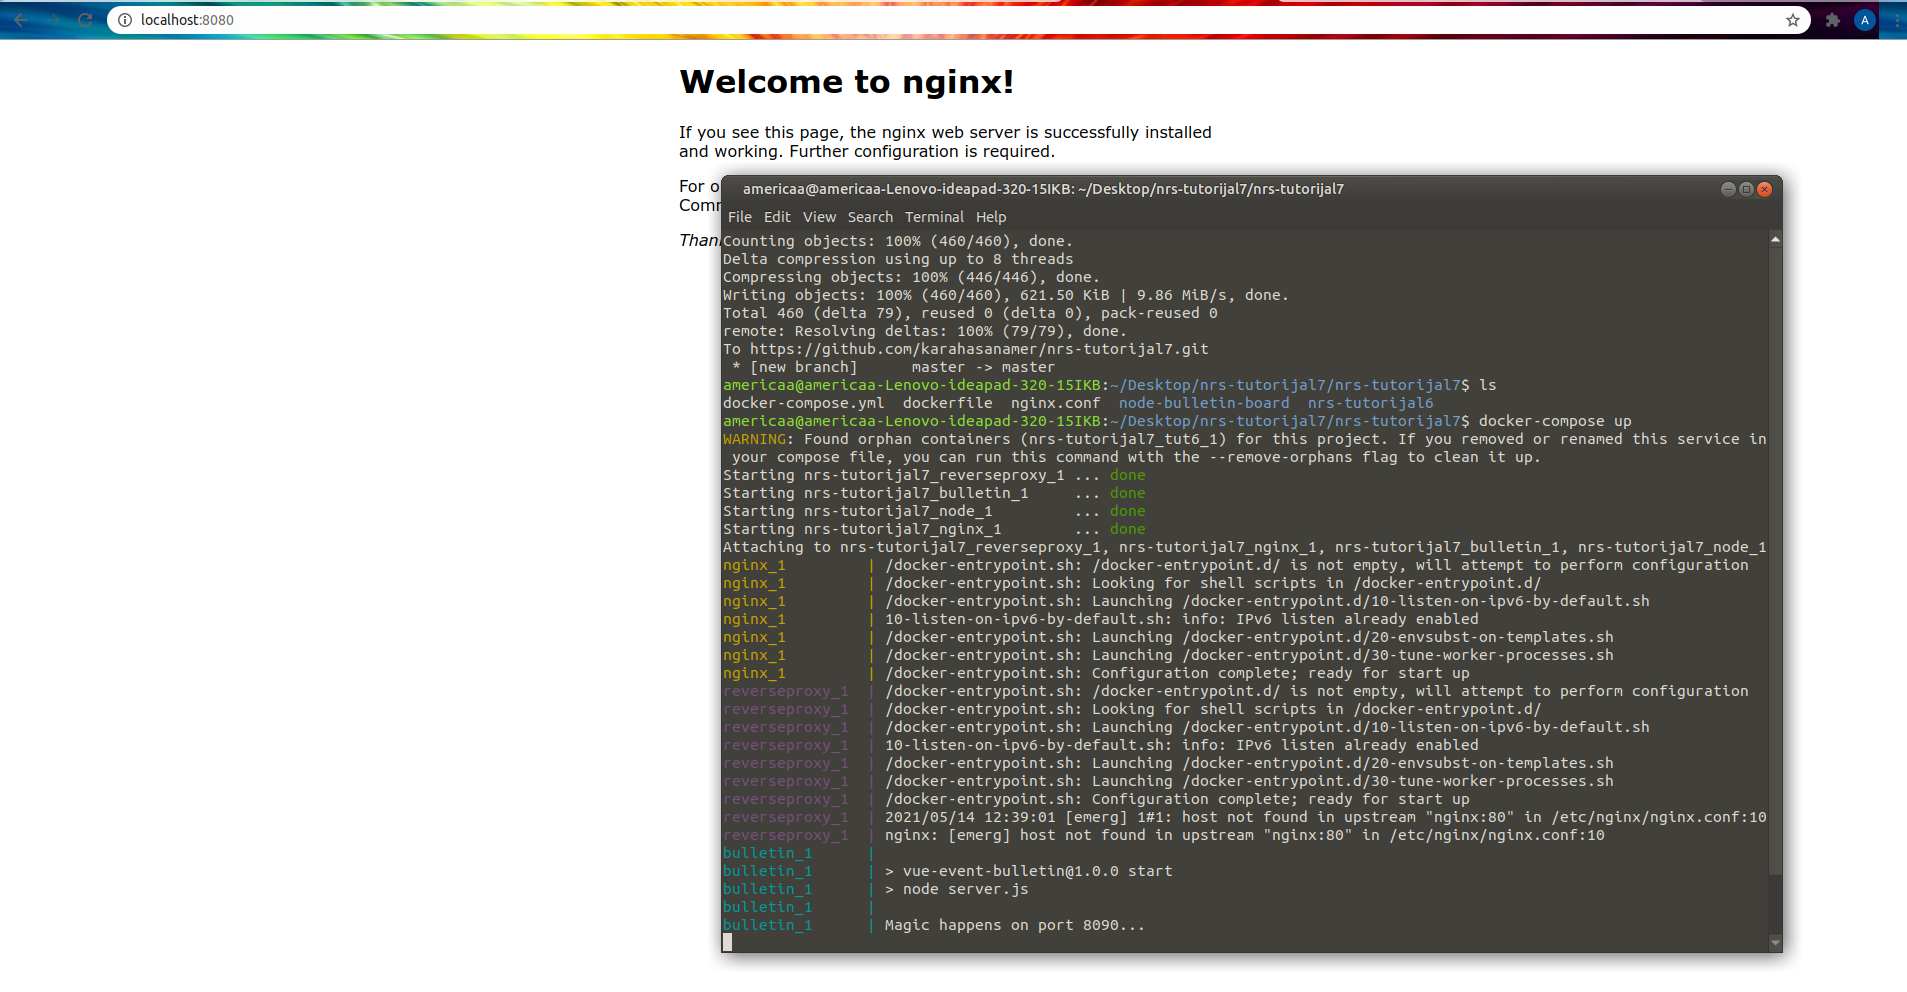 localhost:8080
A
Welcome to nginx!
If you see this page, the nginx web server is successfully installed
and working. Further configuration is required.
For o
Comm
Than
americaa@americaa-Lenovo-ideapad-320-15IKB: ~/Desktop/nrs-tutorijal7/nrs-tutorijal7
File Edit View Search Terminal Help
Counting objects: 100% (460/460), done.
Delta compression using up to 8 threads
Compressing objects: 100% (446/446), done.
Writing objects: 100% (460/460), 621.50 KiB | 9.86 MiB/s, done.
Total 460 (delta 79), reused 0 (delta 0), pack-reused 0
remote: Resolving deltas: 100% (79/79), done.
To https://github.com/karahasanamer/nrs-tutorijal7.git
 * [new branch]      master -> master
americaa@americaa-Lenovo-ideapad-320-15IKB:~/Desktop/nrs-tutorijal7/nrs-tutorijal7$ ls
docker-compose.yml  dockerfile  nginx.conf  node-bulletin-board  nrs-tutorijal6
americaa@americaa-Lenovo-ideapad-320-15IKB:~/Desktop/nrs-tutorijal7/nrs-tutorijal7$ docker-compose up
WARNING: Found orphan containers (nrs-tutorijal7_tut6_1) for this project. If you removed or renamed this service in
 your compose file, you can run this command with the --remove-orphans flag to clean it up.
Starting nrs-tutorijal7_reverseproxy_1 ... done
Starting nrs-tutorijal7_bulletin_1     ... done
Starting nrs-tutorijal7_node_1         ... done
Starting nrs-tutorijal7_nginx_1        ... done
Attaching to nrs-tutorijal7_reverseproxy_1, nrs-tutorijal7_nginx_1, nrs-tutorijal7_bulletin_1, nrs-tutorijal7_node_1
nginx_1         | /docker-entrypoint.sh: /docker-entrypoint.d/ is not empty, will attempt to perform configuration
nginx_1         | /docker-entrypoint.sh: Looking for shell scripts in /docker-entrypoint.d/
nginx_1         | /docker-entrypoint.sh: Launching /docker-entrypoint.d/10-listen-on-ipv6-by-default.sh
nginx_1         | 10-listen-on-ipv6-by-default.sh: info: IPv6 listen already enabled
nginx_1         | /docker-entrypoint.sh: Launching /docker-entrypoint.d/20-envsubst-on-templates.sh
nginx_1         | /docker-entrypoint.sh: Launching /docker-entrypoint.d/30-tune-worker-processes.sh
nginx_1         | /docker-entrypoint.sh: Configuration complete; ready for start up
reverseproxy_1  | /docker-entrypoint.sh: /docker-entrypoint.d/ is not empty, will attempt to perform configuration
reverseproxy_1  | /docker-entrypoint.sh: Looking for shell scripts in /docker-entrypoint.d/
reverseproxy_1  | /docker-entrypoint.sh: Launching /docker-entrypoint.d/10-listen-on-ipv6-by-default.sh
reverseproxy_1  | 10-listen-on-ipv6-by-default.sh: info: IPv6 listen already enabled
reverseproxy_1  | /docker-entrypoint.sh: Launching /docker-entrypoint.d/20-envsubst-on-templates.sh
reverseproxy_1  | /docker-entrypoint.sh: Launching /docker-entrypoint.d/30-tune-worker-processes.sh
reverseproxy_1  | /docker-entrypoint.sh: Configuration complete; ready for start up
reverseproxy_1  | 2021/05/14 12:39:01 [emerg] 1#1: host not found in upstream "nginx:80" in /etc/nginx/nginx.conf:10
reverseproxy_1  | nginx: [emerg] host not found in upstream "nginx:80" in /etc/nginx/nginx.conf:10
bulletin_1      |
bulletin_1      | > vue-event-bulletin@1.0.0 start
bulletin_1      | > node server.js
bulletin_1      |
bulletin_1      | Magic happens on port 8090...